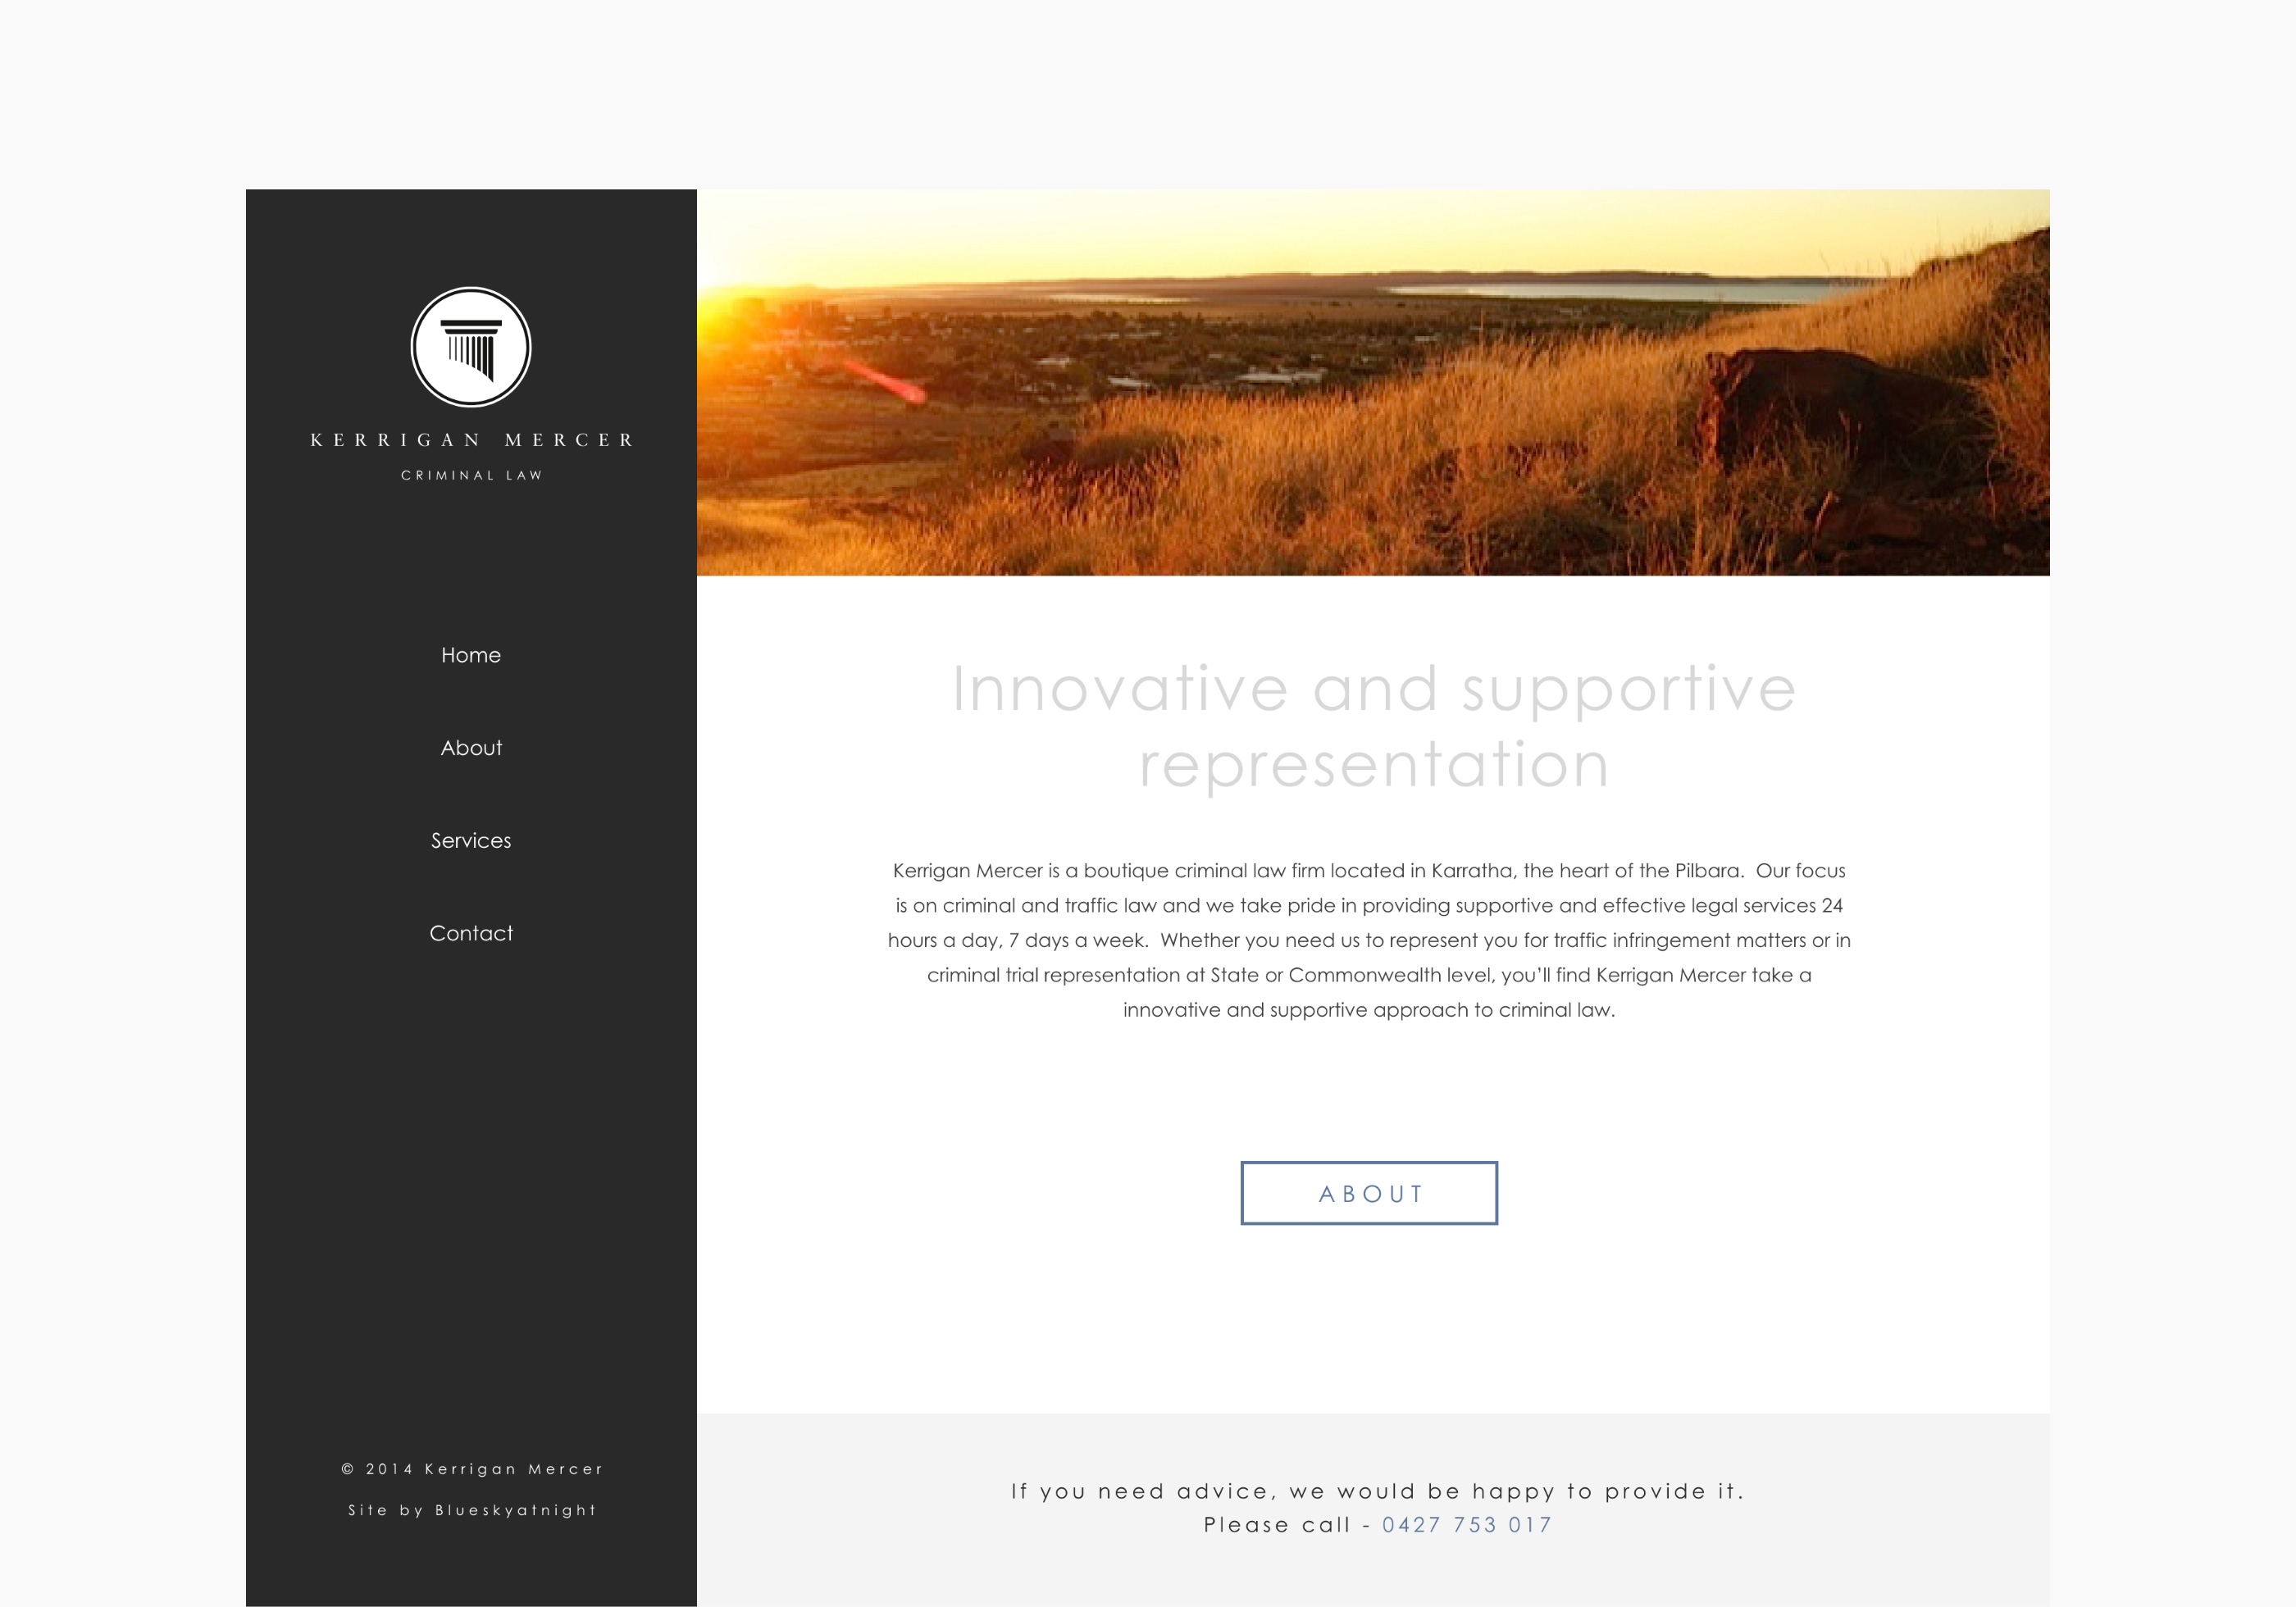 KERRIGAN MERCER
CRIMINAL LAW
Home
About
Services
Contact
© 2014 Kerrigan Mercer
Site by Blueskyatnight
Innovative and supportive
representation
Kerrigan Mercer is a boutique criminal law firm located in Karratha, the heart of the Pilbara.  Our focus
is on criminal and traffic law and we take pride in providing supportive and effective legal services 24
hours a day, 7 days a week.  Whether you need us to represent you for traffic infringement matters or in
criminal trial representation at State or Commonwealth level, you’ll find Kerrigan Mercer take a
innovative and supportive approach to criminal law.
ABOUT
If you need advice, we would be happy to provide it.
Please call - 0427 753 017